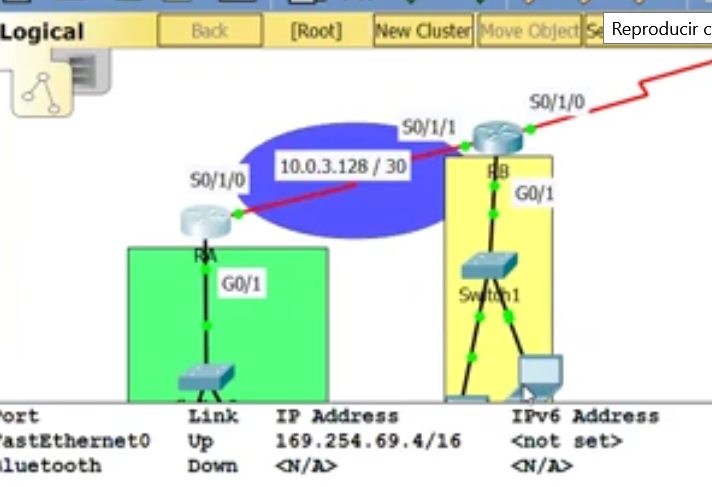 Logical Back [Root] New Cluster Move Object Se Reproducir c
S0/1/0
S0/1/1
10.0.3.128 / 30
RB
S0/1/0
G0/1
RA
G0/1
Switch1
Port Link IP Address IPv6 Address
FastEthernet0 Up 169.254.69.4/16 <not set>
Bluetooth Down <N/A> <N/A>